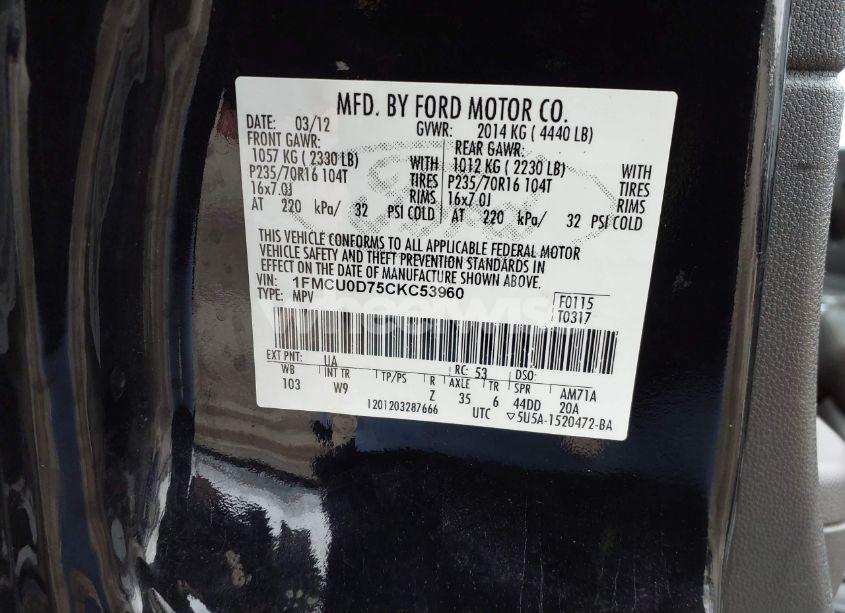 MFD. BY FORD MOTOR CO.
DATE: 03/12 GVWR: 2014 KG ( 4440 LB)
FRONT GAWR: REAR GAWR:
1057 KG ( 2330 LB) WITH 1012 KG ( 2230 LB) WITH
P235/70R16 104T TIRES P235/70R16 104T TIRES
16x7.0J RIMS 16x7.0J RIMS
AT 220 kPa/ 32 PSI COLD AT 220 kPa/ 32 PSI COLD
Ford
THIS VEHICLE CONFORMS TO ALL APPLICABLE FEDERAL MOTOR
VEHICLE SAFETY AND THEFT PREVENTION STANDARDS IN
EFFECT ON THE DATE OF MANUFACTURE SHOWN ABOVE.
VIN: 1FMCU0D75CKC53960 F0115
TYPE: MPV T0317
EXT PNT: UA RC: 53 DSO:
WB INT TR TP/PS R AXLE TR SPR AM71A
103 W9 Z 35 6 44DD 20A
1201203287666 UTC ▽5U5A-1520472-BA